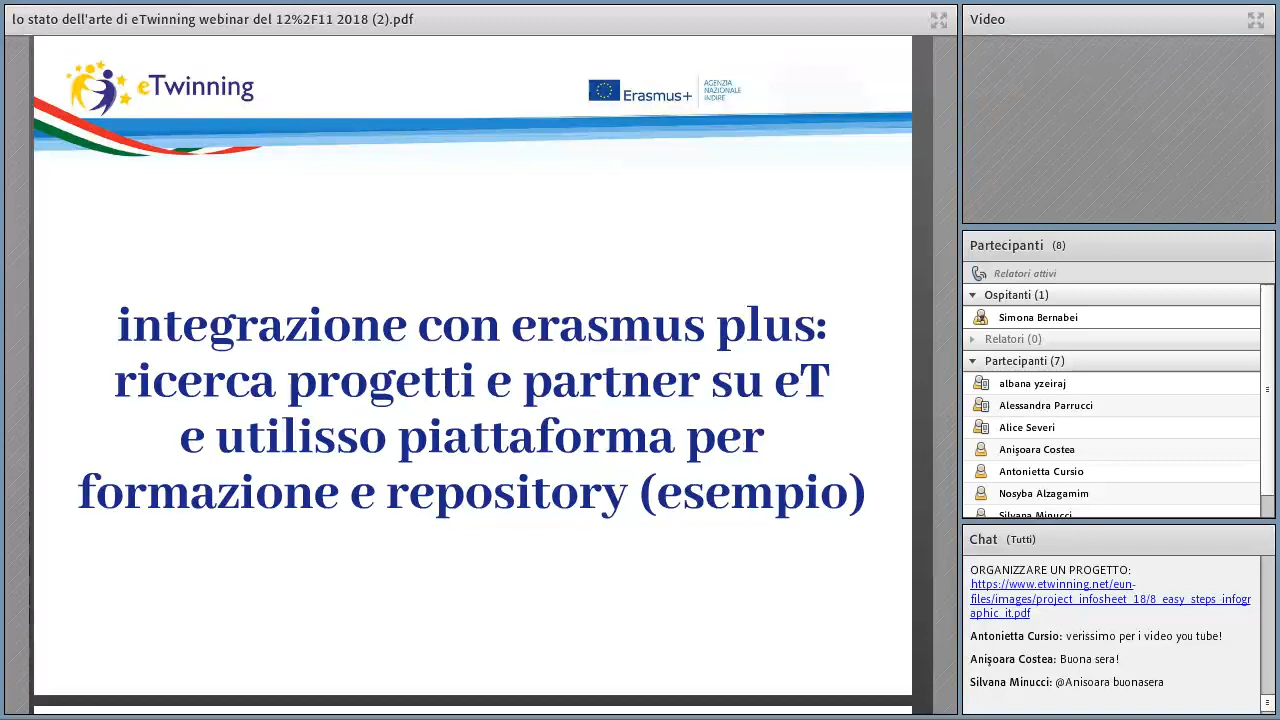 lo stato dell'arte di eTwinning webinar del 12%2F11 2018 (2).pdf
eTwinning
Erasmus+
AGENZIA
NAZIONALE
INDIRE
integrazione con erasmus plus:
ricerca progetti e partner su eT
e utilisso piattaforma per
formazione e repository (esempio)
Video
Partecipanti (8)
Relatori attivi
Ospitanti (1)
Simona Bernabei
Relatori (0)
Partecipanti (7)
albana yzeiraj
Alessandra Parrucci
Alice Severi
Anişoara Costea
Antonietta Cursio
Nosyba Alzagamim
Silvana Minucci
Chat (Tutti)
ORGANIZZARE UN PROGETTO:
https://www.etwinning.net/eun-
files/images/project_infosheet_18/8_easy_steps_infogr
aphic_it.pdf
Antonietta Cursio: verissimo per i video you tube!
Anişoara Costea: Buona sera!
Silvana Minucci: @Anisoara buonasera